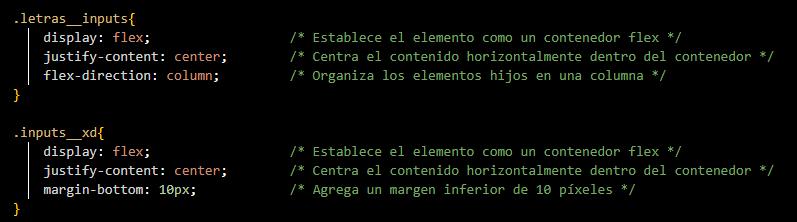 .letras__inputs{
display: flex; /* Establece el elemento como un contenedor flex */
justify-content: center; /* Centra el contenido horizontalmente dentro del contenedor */
flex-direction: column; /* Organiza los elementos hijos en una columna */
}
.inputs__xd{
display: flex; /* Establece el elemento como un contenedor flex */
justify-content: center; /* Centra el contenido horizontalmente dentro del contenedor */
margin-bottom: 10px; /* Agrega un margen inferior de 10 píxeles */
}